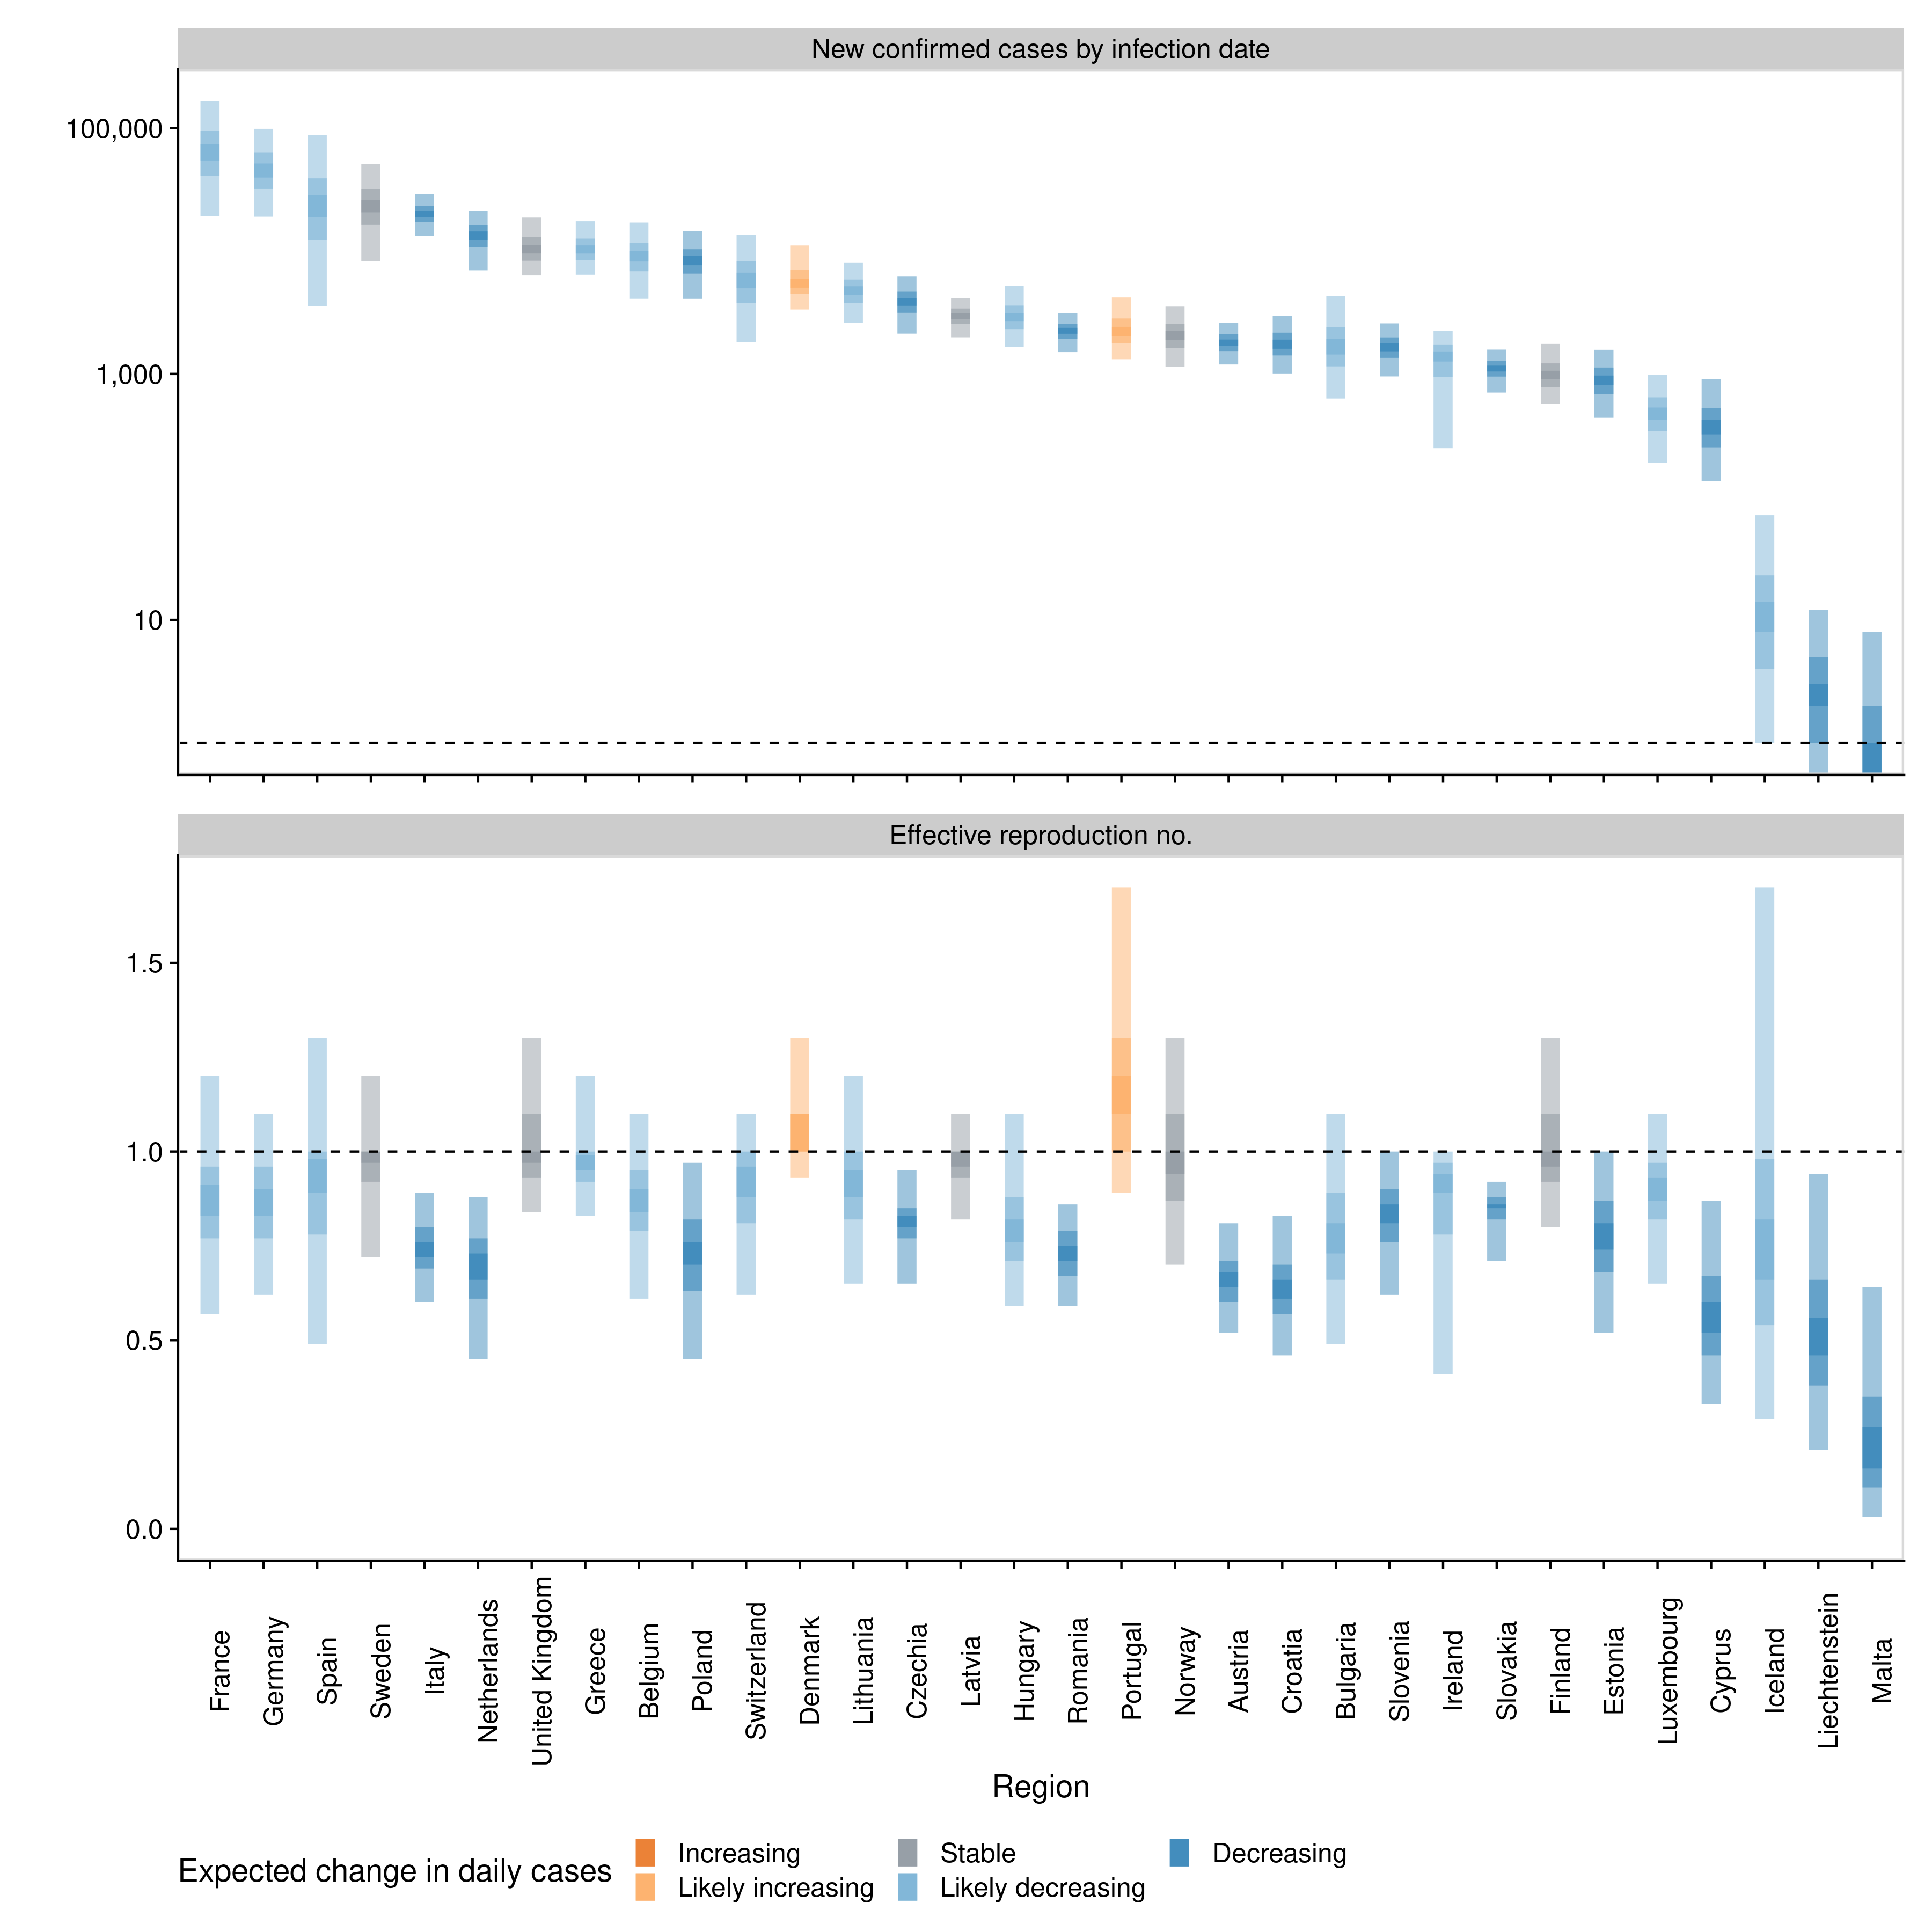 New confirmed cases by infection date
100,000
1,000
10
Effective reproduction no.
1.5
1.0
0.5
0.0
France
Germany
Spain
Sweden
Italy
Netherlands
United Kingdom
Greece
Belgium
Poland
Switzerland
Denmark
Lithuania
Czechia
Latvia
Hungary
Romania
Portugal
Norway
Austria
Croatia
Bulgaria
Slovenia
Ireland
Slovakia
Finland
Estonia
Luxembourg
Cyprus
Iceland
Liechtenstein
Malta
Region
Expected change in daily cases
Increasing
Likely increasing
Stable
Likely decreasing
Decreasing